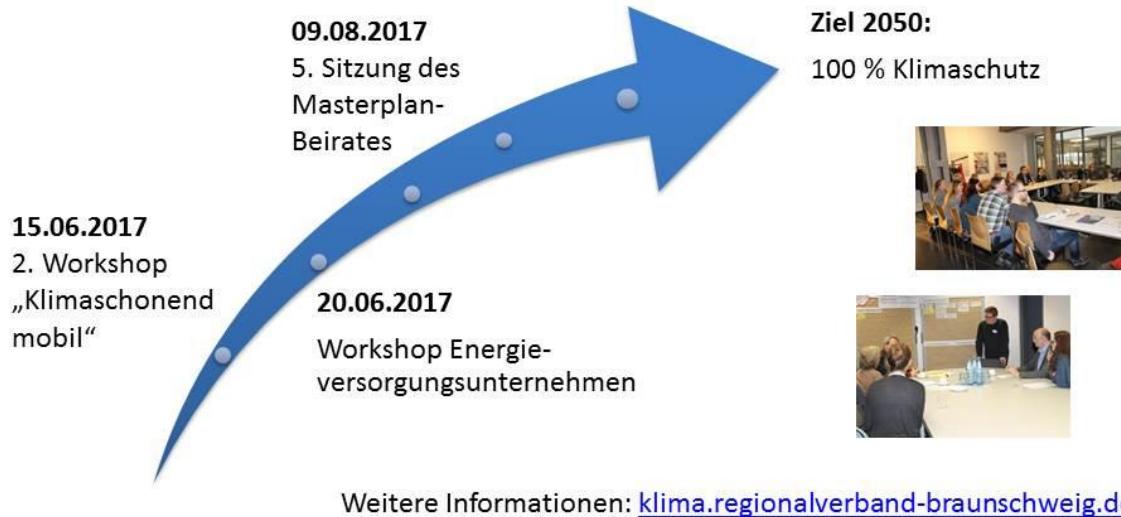 09.08.2017
5. Sitzung des
Masterplan-
Beirates
Ziel 2050:
100 % Klimaschutz
15.06.2017
2. Workshop
„Klimaschonend
mobil“
20.06.2017
Workshop Energie-
versorgungsunternehmen
Weitere Informationen: klima.regionalverband-braunschweig.d